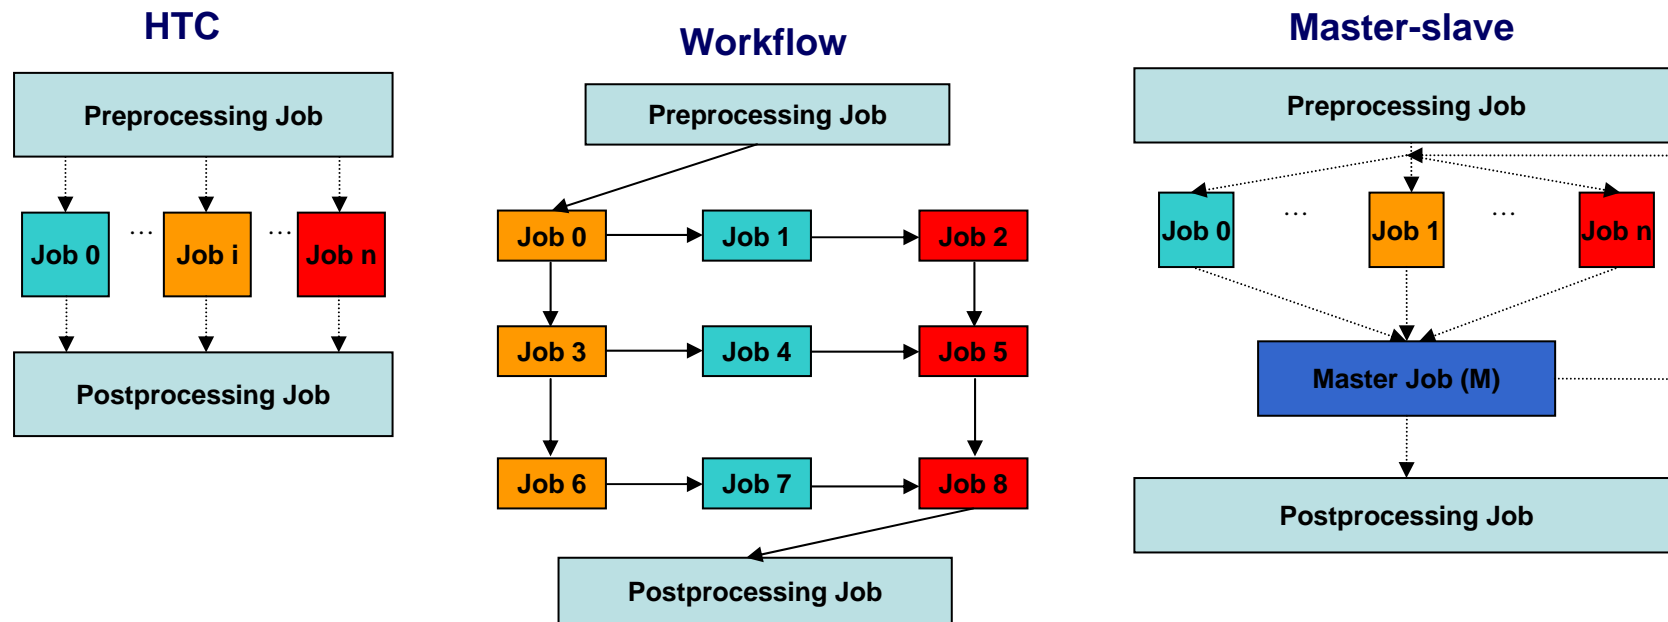 HTC
Preprocessing Job
Job 0
...
Job i
...
Job n
Postprocessing Job
Workflow
Preprocessing Job
Job 0
Job 1
Job 2
Job 3
Job 4
Job 5
Job 6
Job 7
Job 8
Postprocessing Job
Master-slave
Preprocessing Job
Job 0
...
Job 1
...
Job n
Master Job (M)
Postprocessing Job